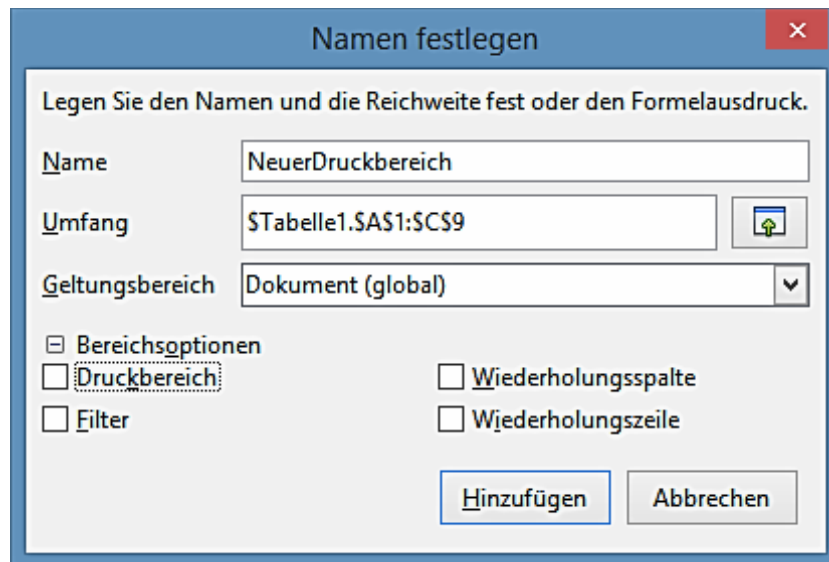 Namen festlegen
Legen Sie den Namen und die Reichweite fest oder den Formelausdruck.
Name NeuerDruckbereich
Umfang $Tabelle1.$A$1:$C$9
Geltungsbereich Dokument (global)
Bereichsoptionen
Druckbereich Wiederholungsspalte
Filter Wiederholungszeile
Hinzufügen Abbrechen